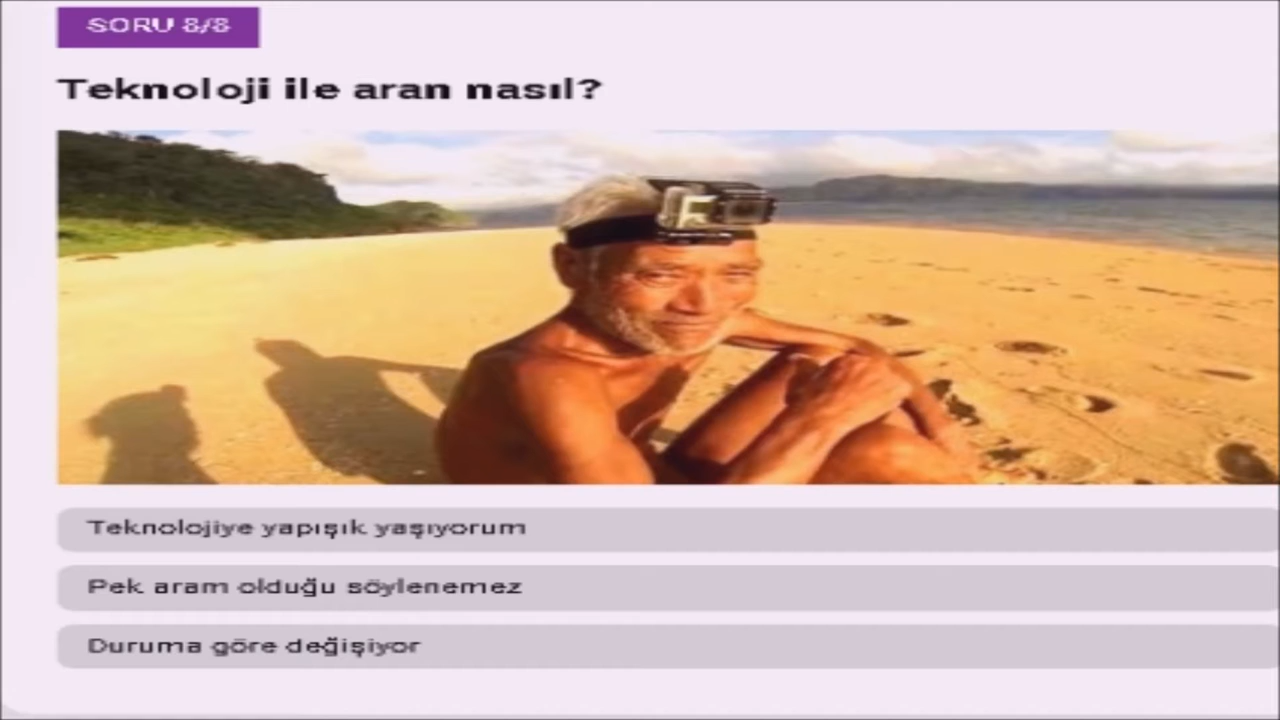 SORU 8/8
Teknoloji ile aran nasıl?
Teknolojiye yapışık yaşıyorum
Pek aram olduğu söylenemez
Duruma göre değişiyor